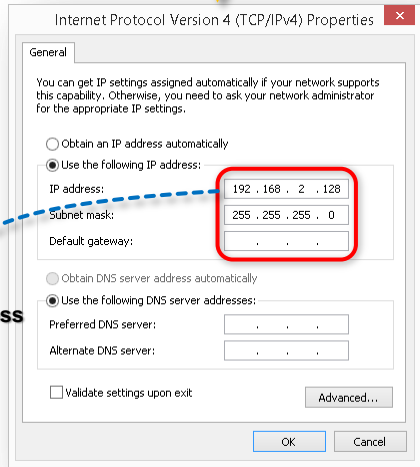 Internet Protocol Version 4 (TCP/IPv4) Properties
General
You can get IP settings assigned automatically if your network supports
this capability. Otherwise, you need to ask your network administrator
for the appropriate IP settings.
Obtain an IP address automatically
Use the following IP address:
IP address: 192 . 168 . 2 . 128
Subnet mask: 255 . 255 . 255 . 0
Default gateway: . . .
Obtain DNS server address automatically
Use the following DNS server addresses:
ss
Preferred DNS server: . . .
Alternate DNS server: . . .
Validate settings upon exit
Advanced...
OK Cancel